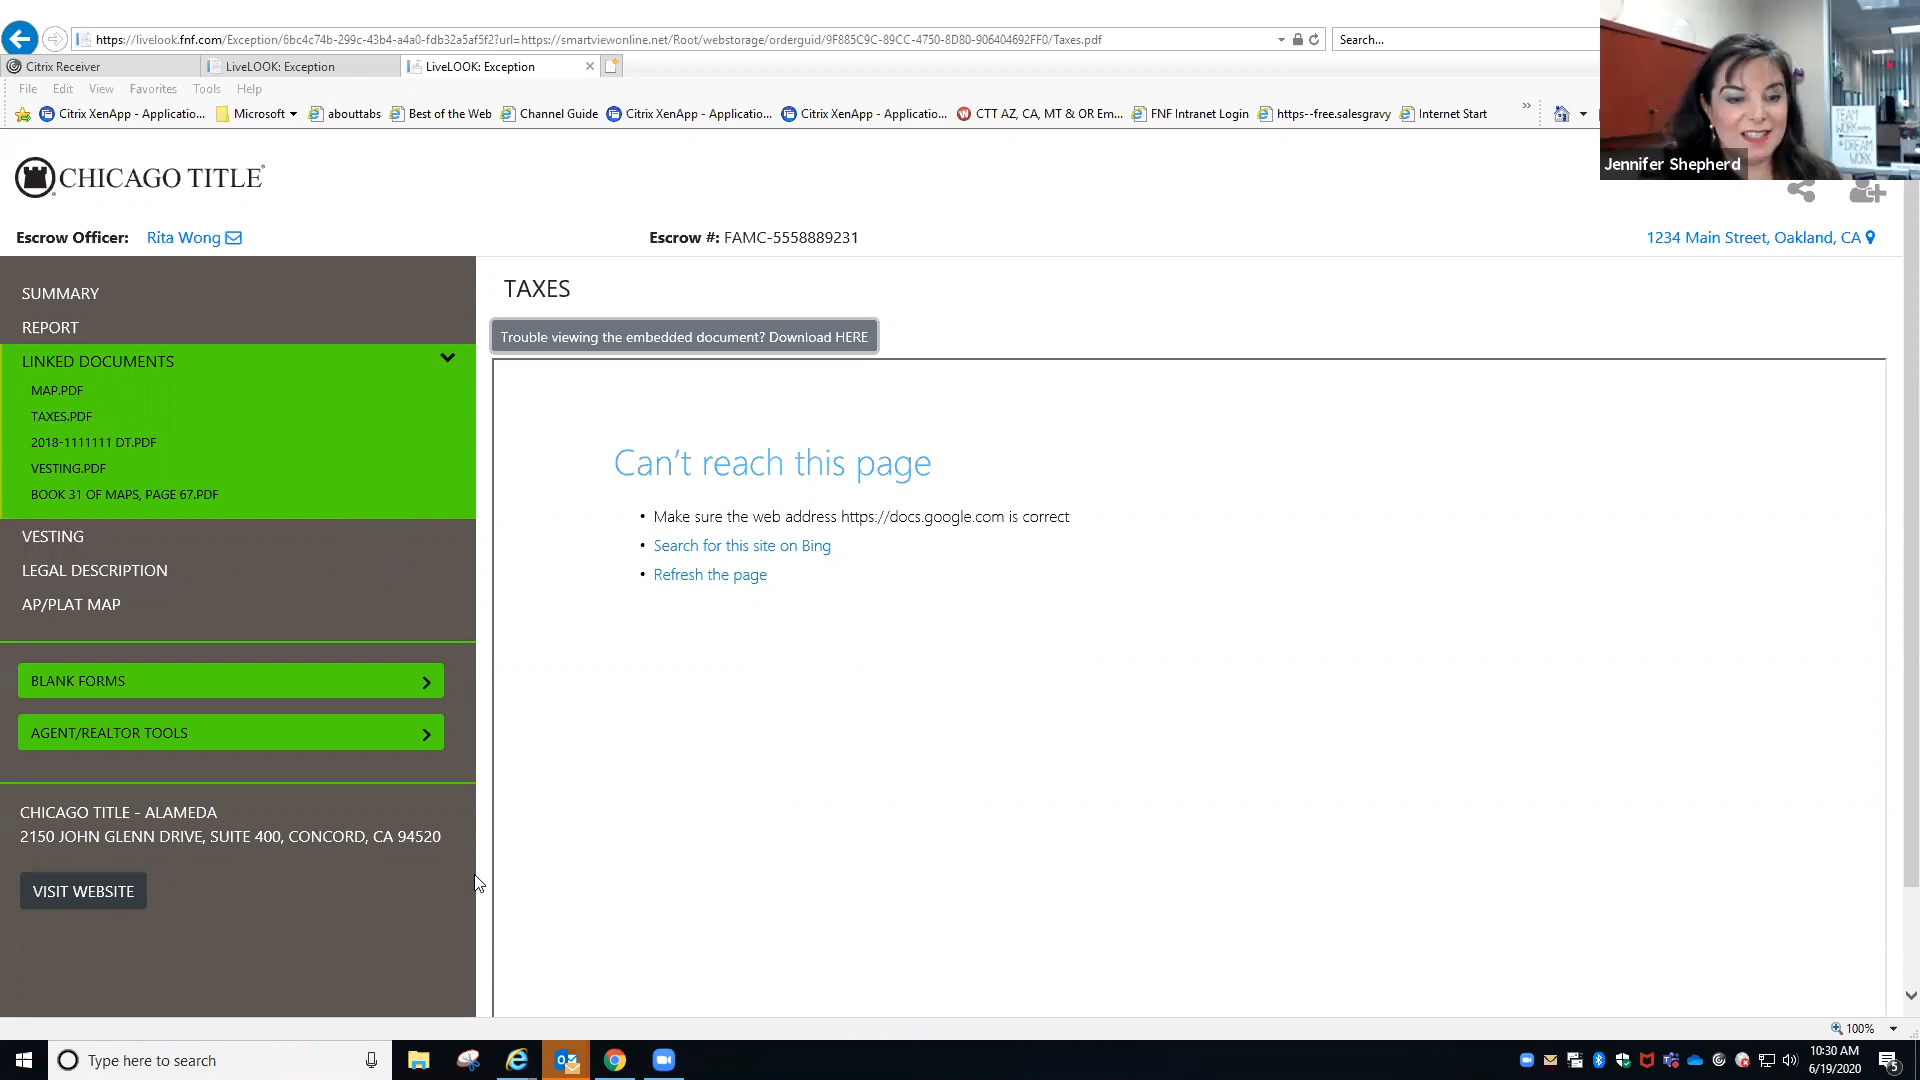 https://livelook.fnf.com/Exception/6bc4c74b-299c-43b4-a4a0-fdb32a5af5f2?url=https://smartviewonline.net/Root/webstorage/orderguid/9F885C9C-89CC-4750-8D80-906404692FF0/Taxes.pdf
Search...
Citrix Receiver
LiveLOOK: Exception
LiveLOOK: Exception
File Edit View Favorites Tools Help
Citrix XenApp - Applicatio...
Microsoft
abouttabs
Best of the Web
Channel Guide
Citrix XenApp - Applicatio...
Citrix XenApp - Applicatio...
CTT AZ, CA, MT & OR Em...
FNF Intranet Login
https--free.salesgravy
Internet Start
TEAM
WORK
DREAM
WORK
Jennifer Shepherd
CHICAGO TITLE
Escrow Officer: Rita Wong
Escrow #: FAMC-5558889231
1234 Main Street, Oakland, CA
SUMMARY
REPORT
LINKED DOCUMENTS
MAP.PDF
TAXES.PDF
2018-1111111 DT.PDF
VESTING.PDF
BOOK 31 OF MAPS, PAGE 67.PDF
VESTING
LEGAL DESCRIPTION
AP/PLAT MAP
BLANK FORMS
AGENT/REALTOR TOOLS
CHICAGO TITLE - ALAMEDA
2150 JOHN GLENN DRIVE, SUITE 400, CONCORD, CA 94520
VISIT WEBSITE
TAXES
Trouble viewing the embedded document? Download HERE
Can't reach this page
• Make sure the web address https://docs.google.com is correct
• Search for this site on Bing
• Refresh the page
100%
Type here to search
10:30 AM
6/19/2020
5